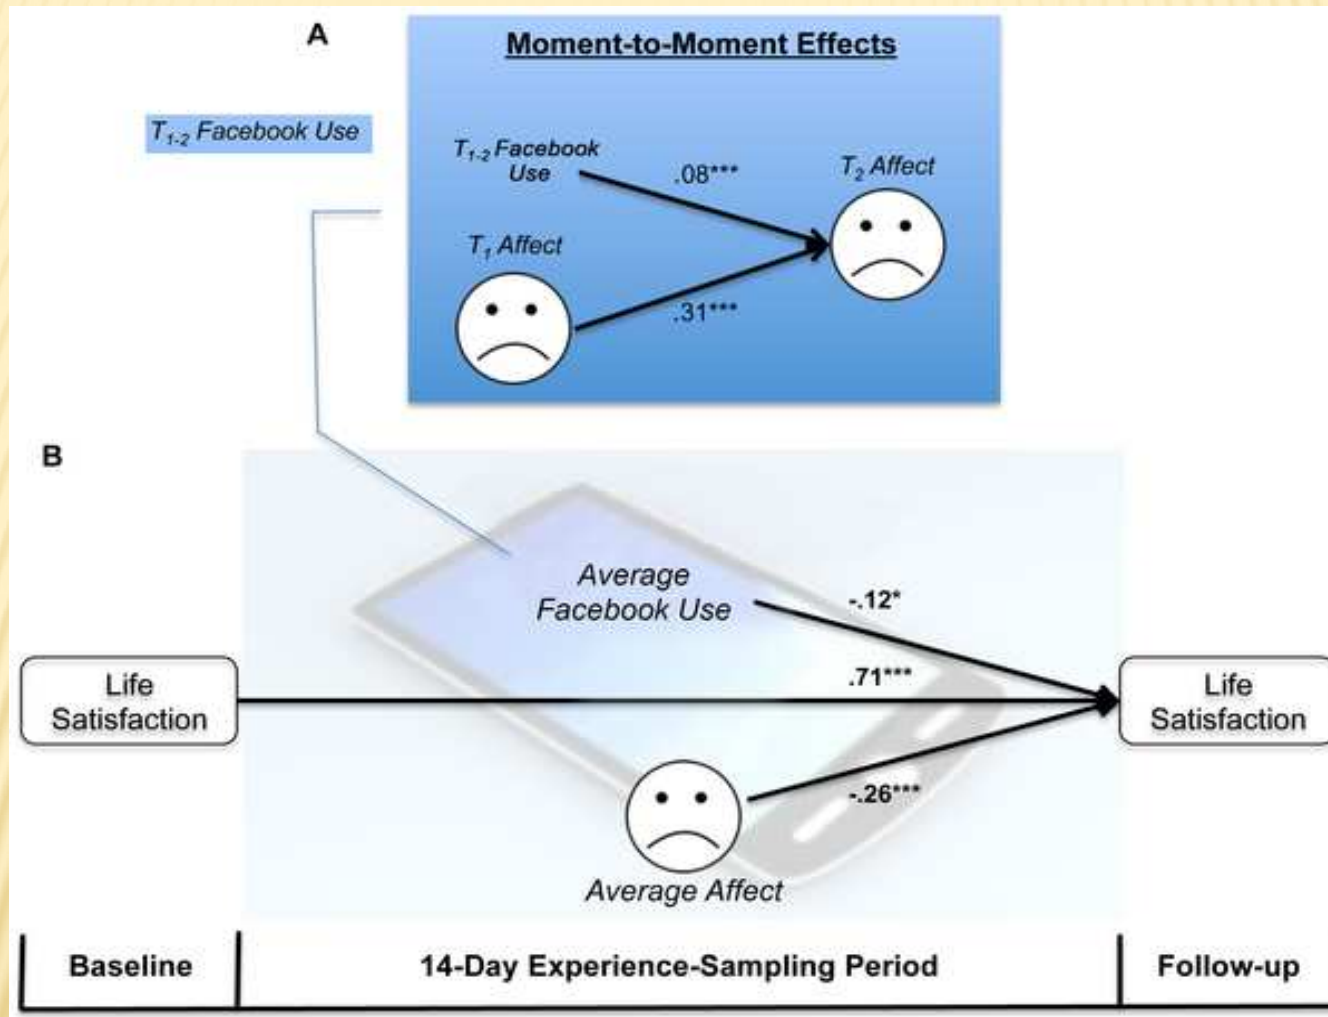 A
Moment-to-Moment Effects
T₁₋₂ Facebook Use
T₁₋₂ Facebook
Use
.08***
T₂ Affect
T₁ Affect
.31***
B
Average
Facebook Use
-.12*
.71***
Life
Satisfaction
Life
Satisfaction
-.26***
Average Affect
Baseline
14-Day Experience-Sampling Period
Follow-up